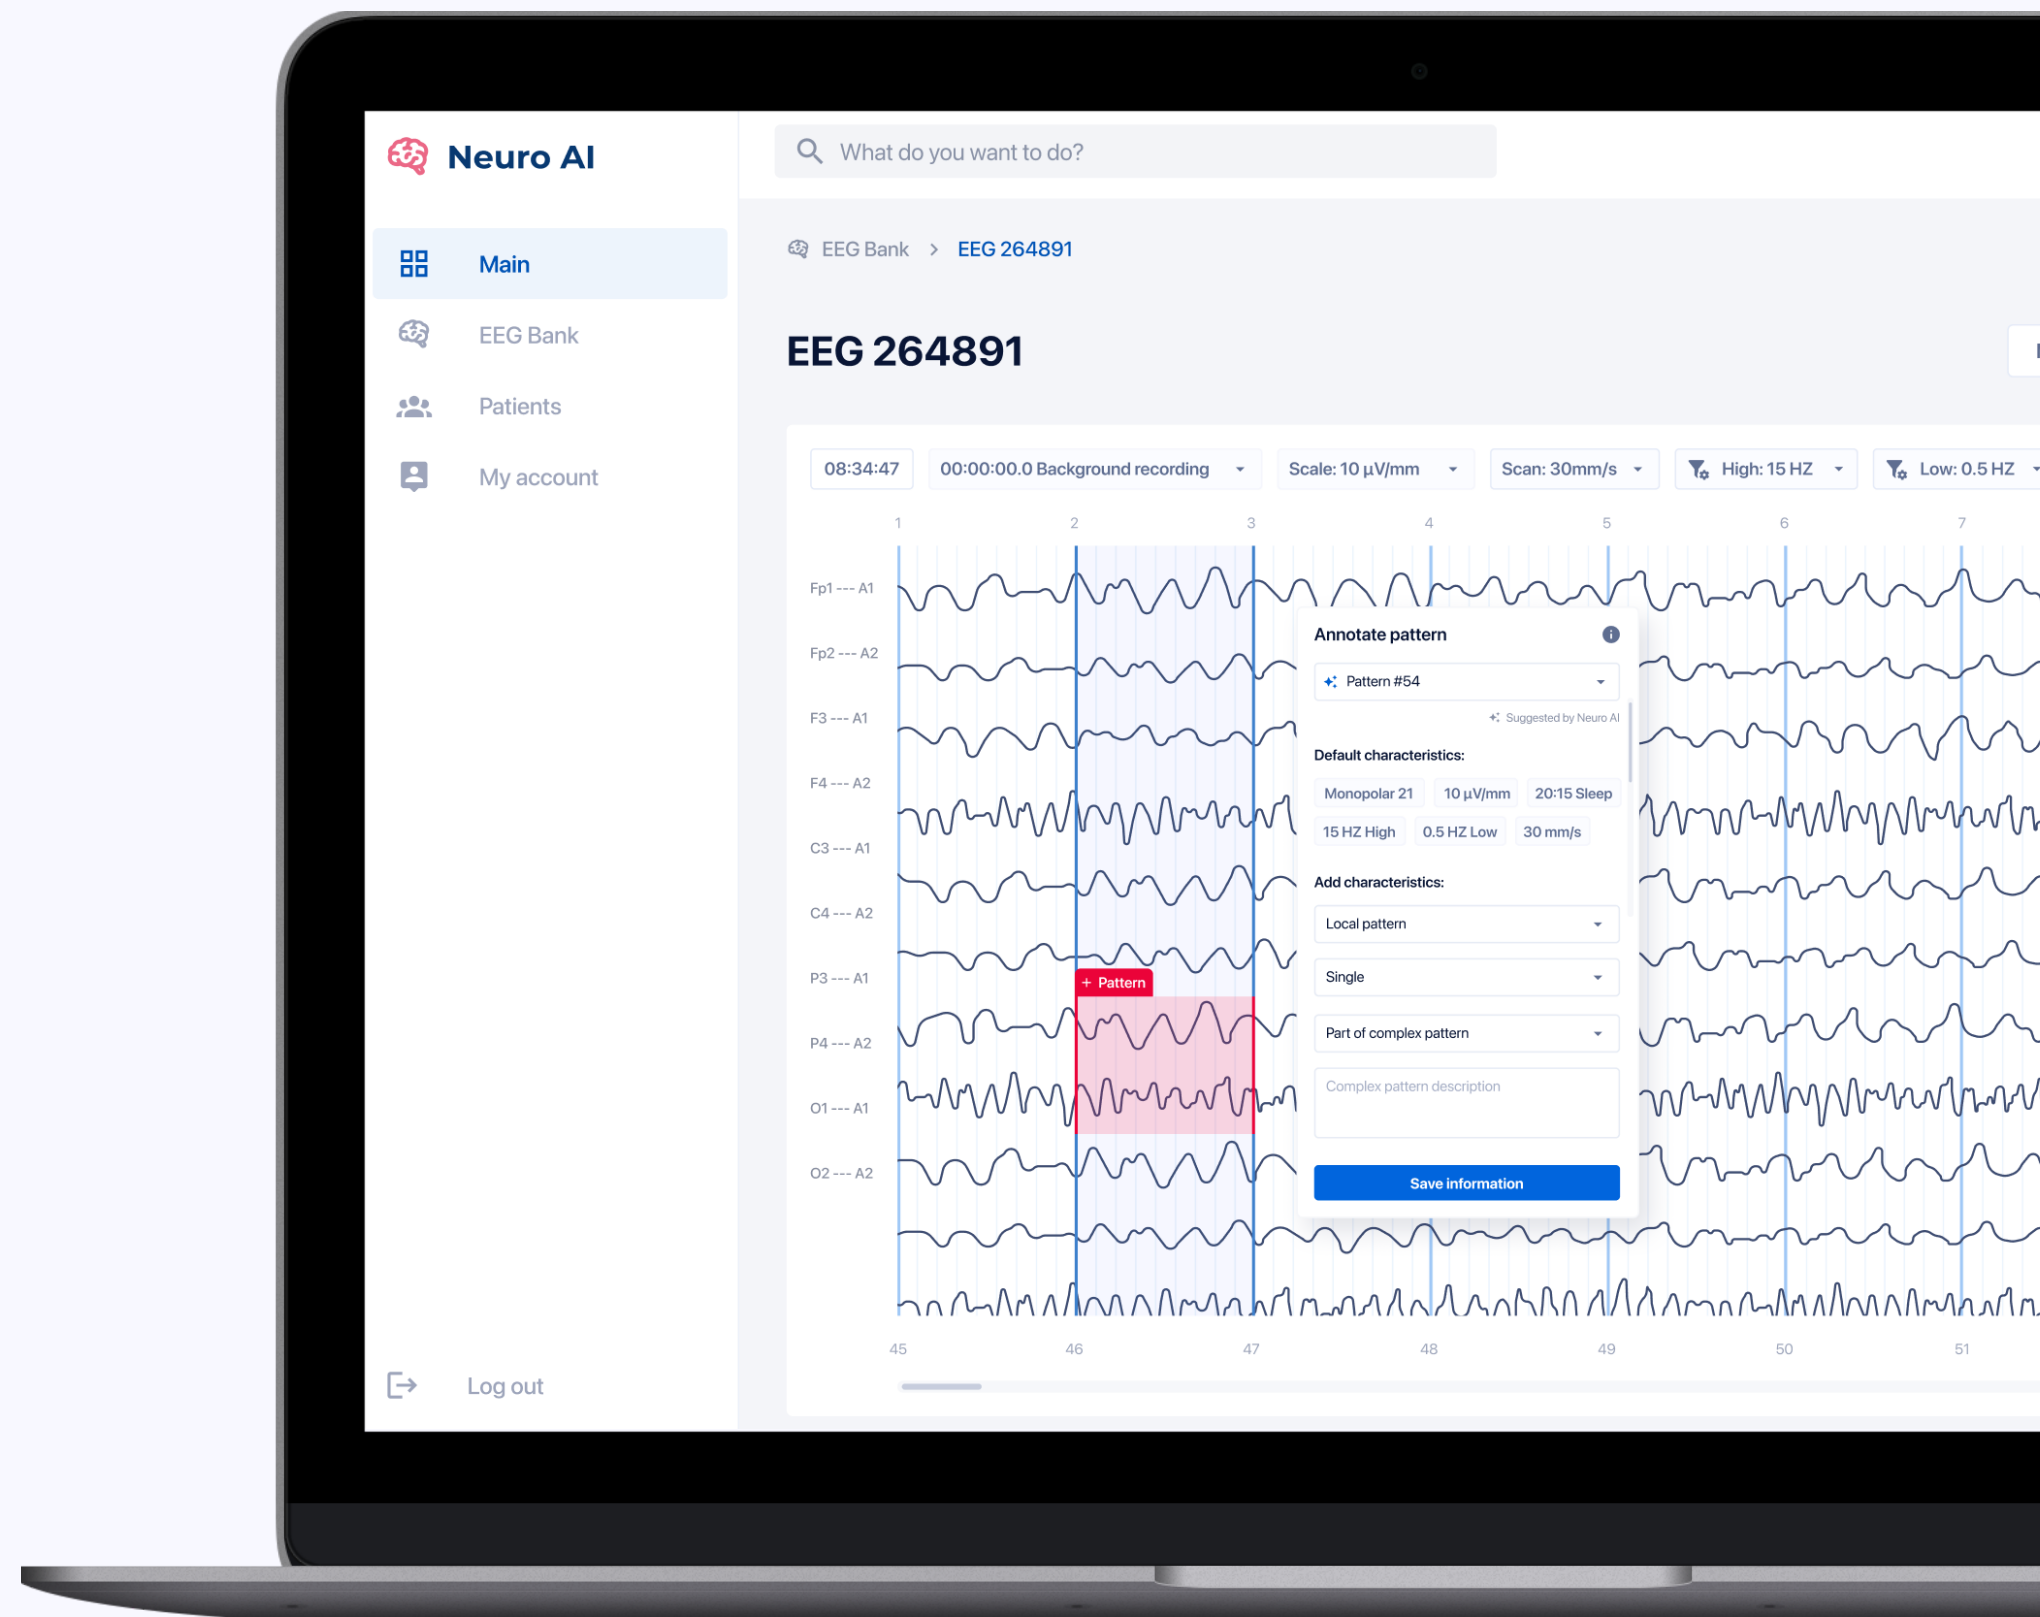 Neuro AI
What do you want to do?
Main
EEG Bank
Patients
My account
Log out
EEG Bank > EEG 264891
EEG 264891
08:34:47 00:00:00.0 Background recording Scale: 10 µV/mm Scan: 30mm/s High: 15 HZ Low: 0.5 HZ
1 2 3 4 5 6 7
Fp1 --- A1
Fp2 --- A2
F3 --- A1
F4 --- A2
C3 --- A1
C4 --- A2
P3 --- A1
P4 --- A2
O1 --- A1
O2 --- A2
+ Pattern
Annotate pattern
Pattern #54
Suggested by Neuro AI
Default characteristics:
Monopolar 21 10 µV/mm 20:15 Sleep
15 HZ High 0.5 HZ Low 30 mm/s
Add characteristics:
Local pattern
Single
Part of complex pattern
Complex pattern description
Save information
45 46 47 48 49 50 51